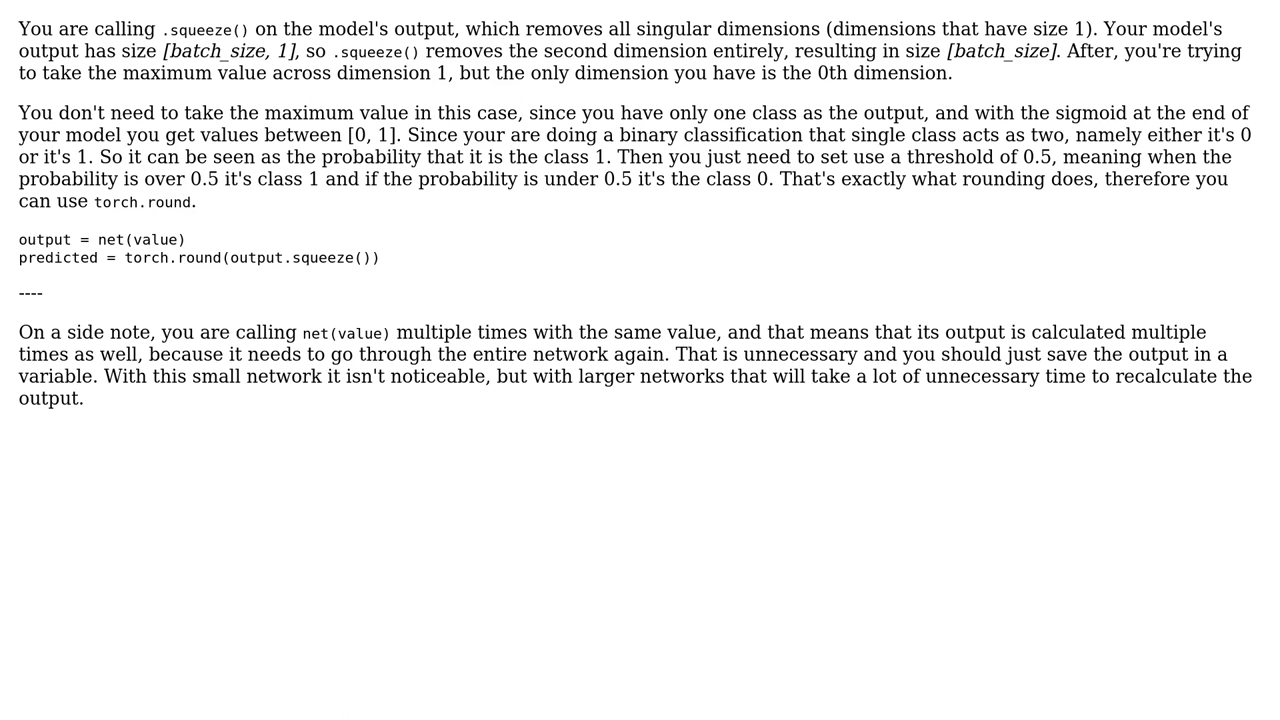 You are calling .squeeze() on the model's output, which removes all singular dimensions (dimensions that have size 1). Your model's
output has size [batch_size, 1], so .squeeze() removes the second dimension entirely, resulting in size [batch_size]. After, you're trying
to take the maximum value across dimension 1, but the only dimension you have is the 0th dimension.
You don't need to take the maximum value in this case, since you have only one class as the output, and with the sigmoid at the end of
your model you get values between [0, 1]. Since your are doing a binary classification that single class acts as two, namely either it's 0
or it's 1. So it can be seen as the probability that it is the class 1. Then you just need to set use a threshold of 0.5, meaning when the
probability is over 0.5 it's class 1 and if the probability is under 0.5 it's the class 0. That's exactly what rounding does, therefore you
can use torch.round.
output = net(value)
predicted = torch.round(output.squeeze())
----
On a side note, you are calling net(value) multiple times with the same value, and that means that its output is calculated multiple
times as well, because it needs to go through the entire network again. That is unnecessary and you should just save the output in a
variable. With this small network it isn't noticeable, but with larger networks that will take a lot of unnecessary time to recalculate the
output.